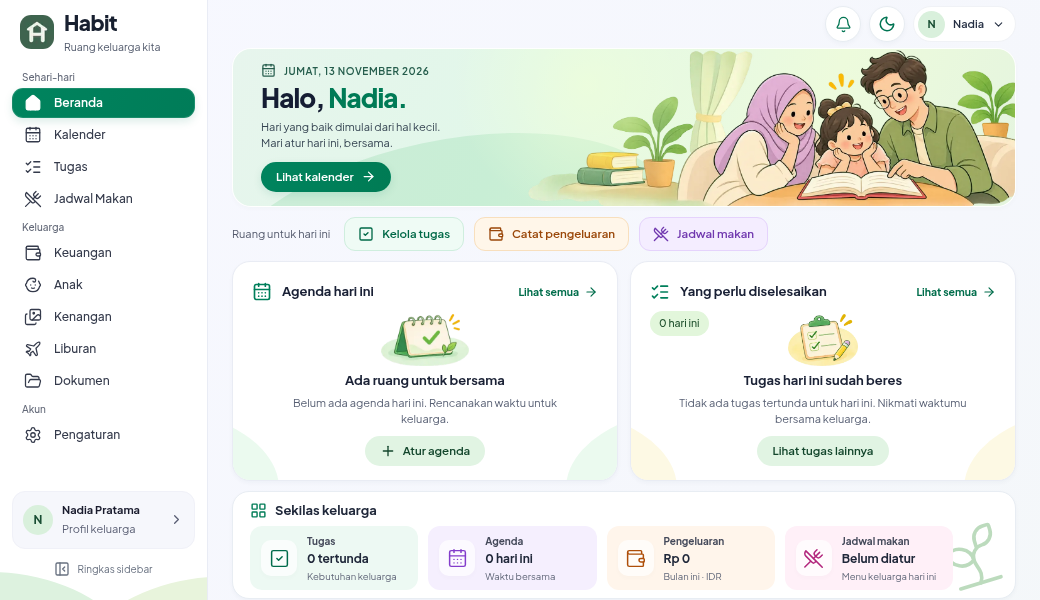 Habit
Ruang keluarga kita
Sehari-hari
Beranda
Kalender
Tugas
Jadwal Makan
Keluarga
Keuangan
Anak
Kenangan
Liburan
Dokumen
Akun
Pengaturan
N
Nadia Pratama
Profil keluarga
Ringkas sidebar
N
Nadia
JUMAT, 13 NOVEMBER 2026
Halo, Nadia.
Hari yang baik dimulai dari hal kecil.
Mari atur hari ini, bersama.
Lihat kalender
Ruang untuk hari ini
Kelola tugas
Catat pengeluaran
Jadwal makan
Agenda hari ini
Lihat semua
Ada ruang untuk bersama
Belum ada agenda hari ini. Rencanakan waktu untuk
keluarga.
Atur agenda
Yang perlu diselesaikan
Lihat semua
0 hari ini
Tugas hari ini sudah beres
Tidak ada tugas tertunda untuk hari ini. Nikmati waktumu
bersama keluarga.
Lihat tugas lainnya
Sekilas keluarga
Tugas
0 tertunda
Kebutuhan keluarga
Agenda
0 hari ini
Waktu bersama
Pengeluaran
Rp 0
Bulan ini · IDR
Jadwal makan
Belum diatur
Menu keluarga hari ini